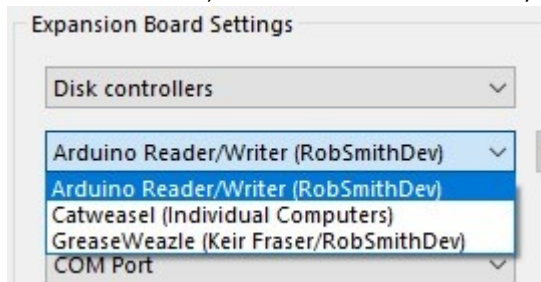 Expansion Board Settings
Disk controllers
Arduino Reader/Writer (RobSmithDev)
Arduino Reader/Writer (RobSmithDev)
Catweasel (Individual Computers)
GreaseWeazle (Keir Fraser/RobSmithDev)
COM Port